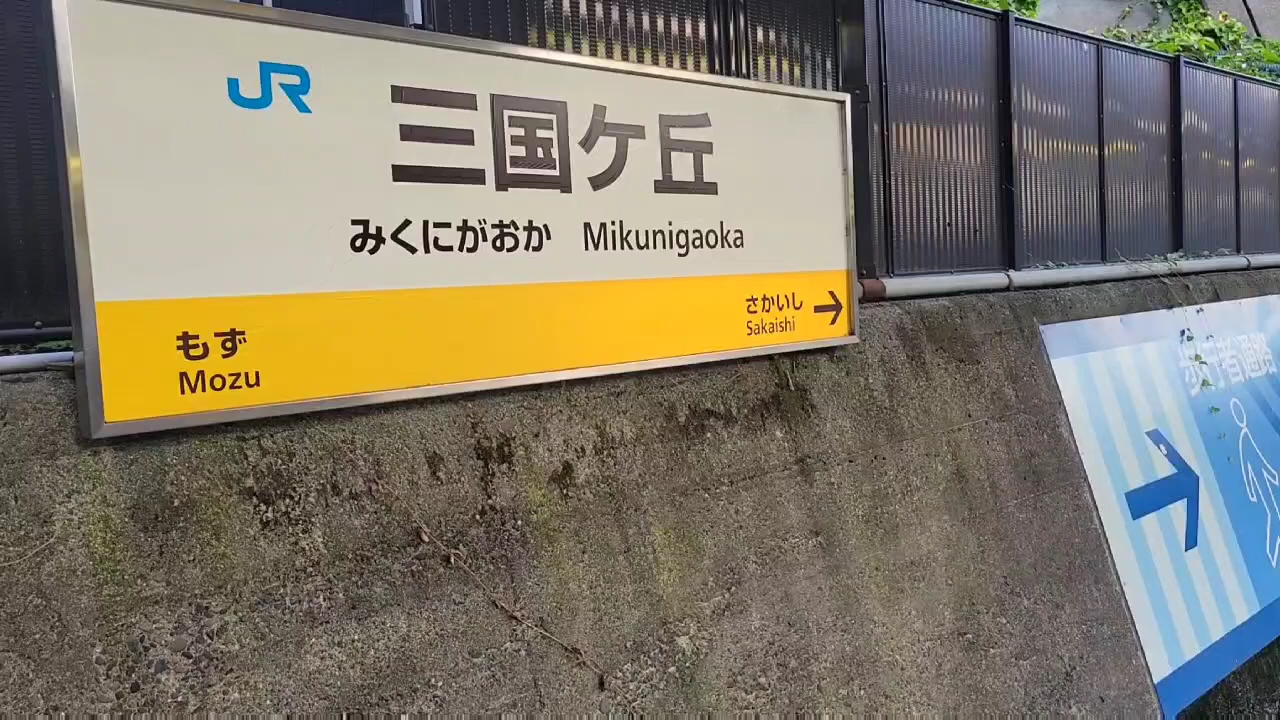 JR
三国ケ丘
みくにがおか Mikunigaoka
もず
Mozu
さかいし →
Sakaishi
歩行者通路